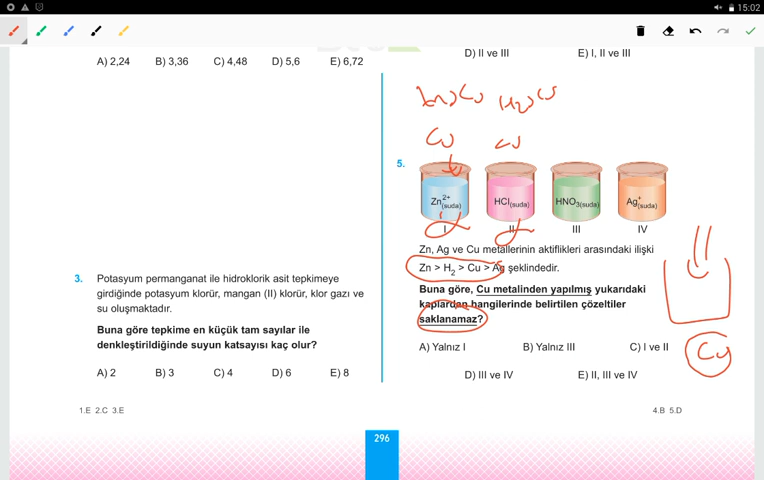 15:02
A) 2,24 B) 3,36 C) 4,48 D) 5,6 E) 6,72
3. Potasyum permanganat ile hidroklorik asit tepkimeye
girdiğinde potasyum klorür, mangan (II) klorür, klor gazı ve
su oluşmaktadır.
Buna göre tepkime en küçük tam sayılar ile
denkleştirildiğinde suyun katsayısı kaç olur?
A) 2 B) 3 C) 4 D) 6 E) 8
1.E 2.C 3.E
D) II ve III E) I, II ve III
Zn>Cu H2>Cu
Cu Cu
5.
Zn2+(suda) HCl(suda) HNO3(suda) Ag+(suda)
I II III IV
Zn, Ag ve Cu metallerinin aktiflikleri arasındaki ilişki
Zn > H2 > Cu > Ag şeklindedir.
Buna göre, Cu metalinden yapılmış yukarıdaki
kaplardan hangilerinde belirtilen çözeltiler
saklanamaz?
Cu
A) Yalnız I B) Yalnız III C) I ve II
D) III ve IV E) II, III ve IV
4.B 5.D
296